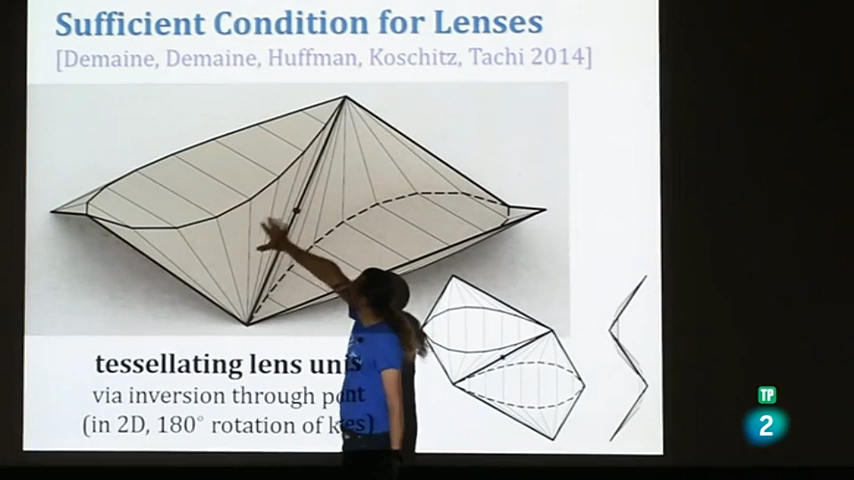 Sufficient Condition for Lenses
[Demaine, Demaine, Huffman, Koschitz, Tachi 2014]
tessellating lens
via inversion through
(in 2D, 180° rotation of
TP
2